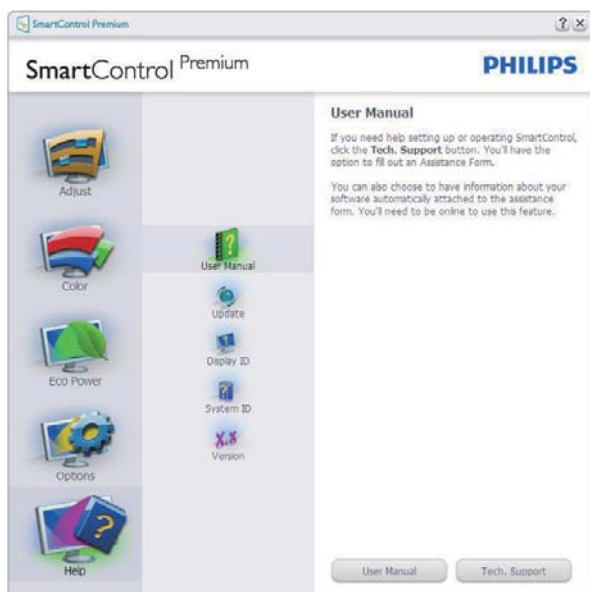 SmartControl Premium
SmartControl Premium
PHILIPS
Adjust
Color
Eco Power
Options
Help
User Manual
Update
Display ID
System ID
X.X
Version
User Manual
If you need help setting up or operating SmartControl,
click the Tech. Support button. You'll have the
option to fill out an Assistance Form.
You can also choose to have information about your
software automatically attached to the assistance
form. You'll need to be online to use this feature.
User Manual
Tech. Support